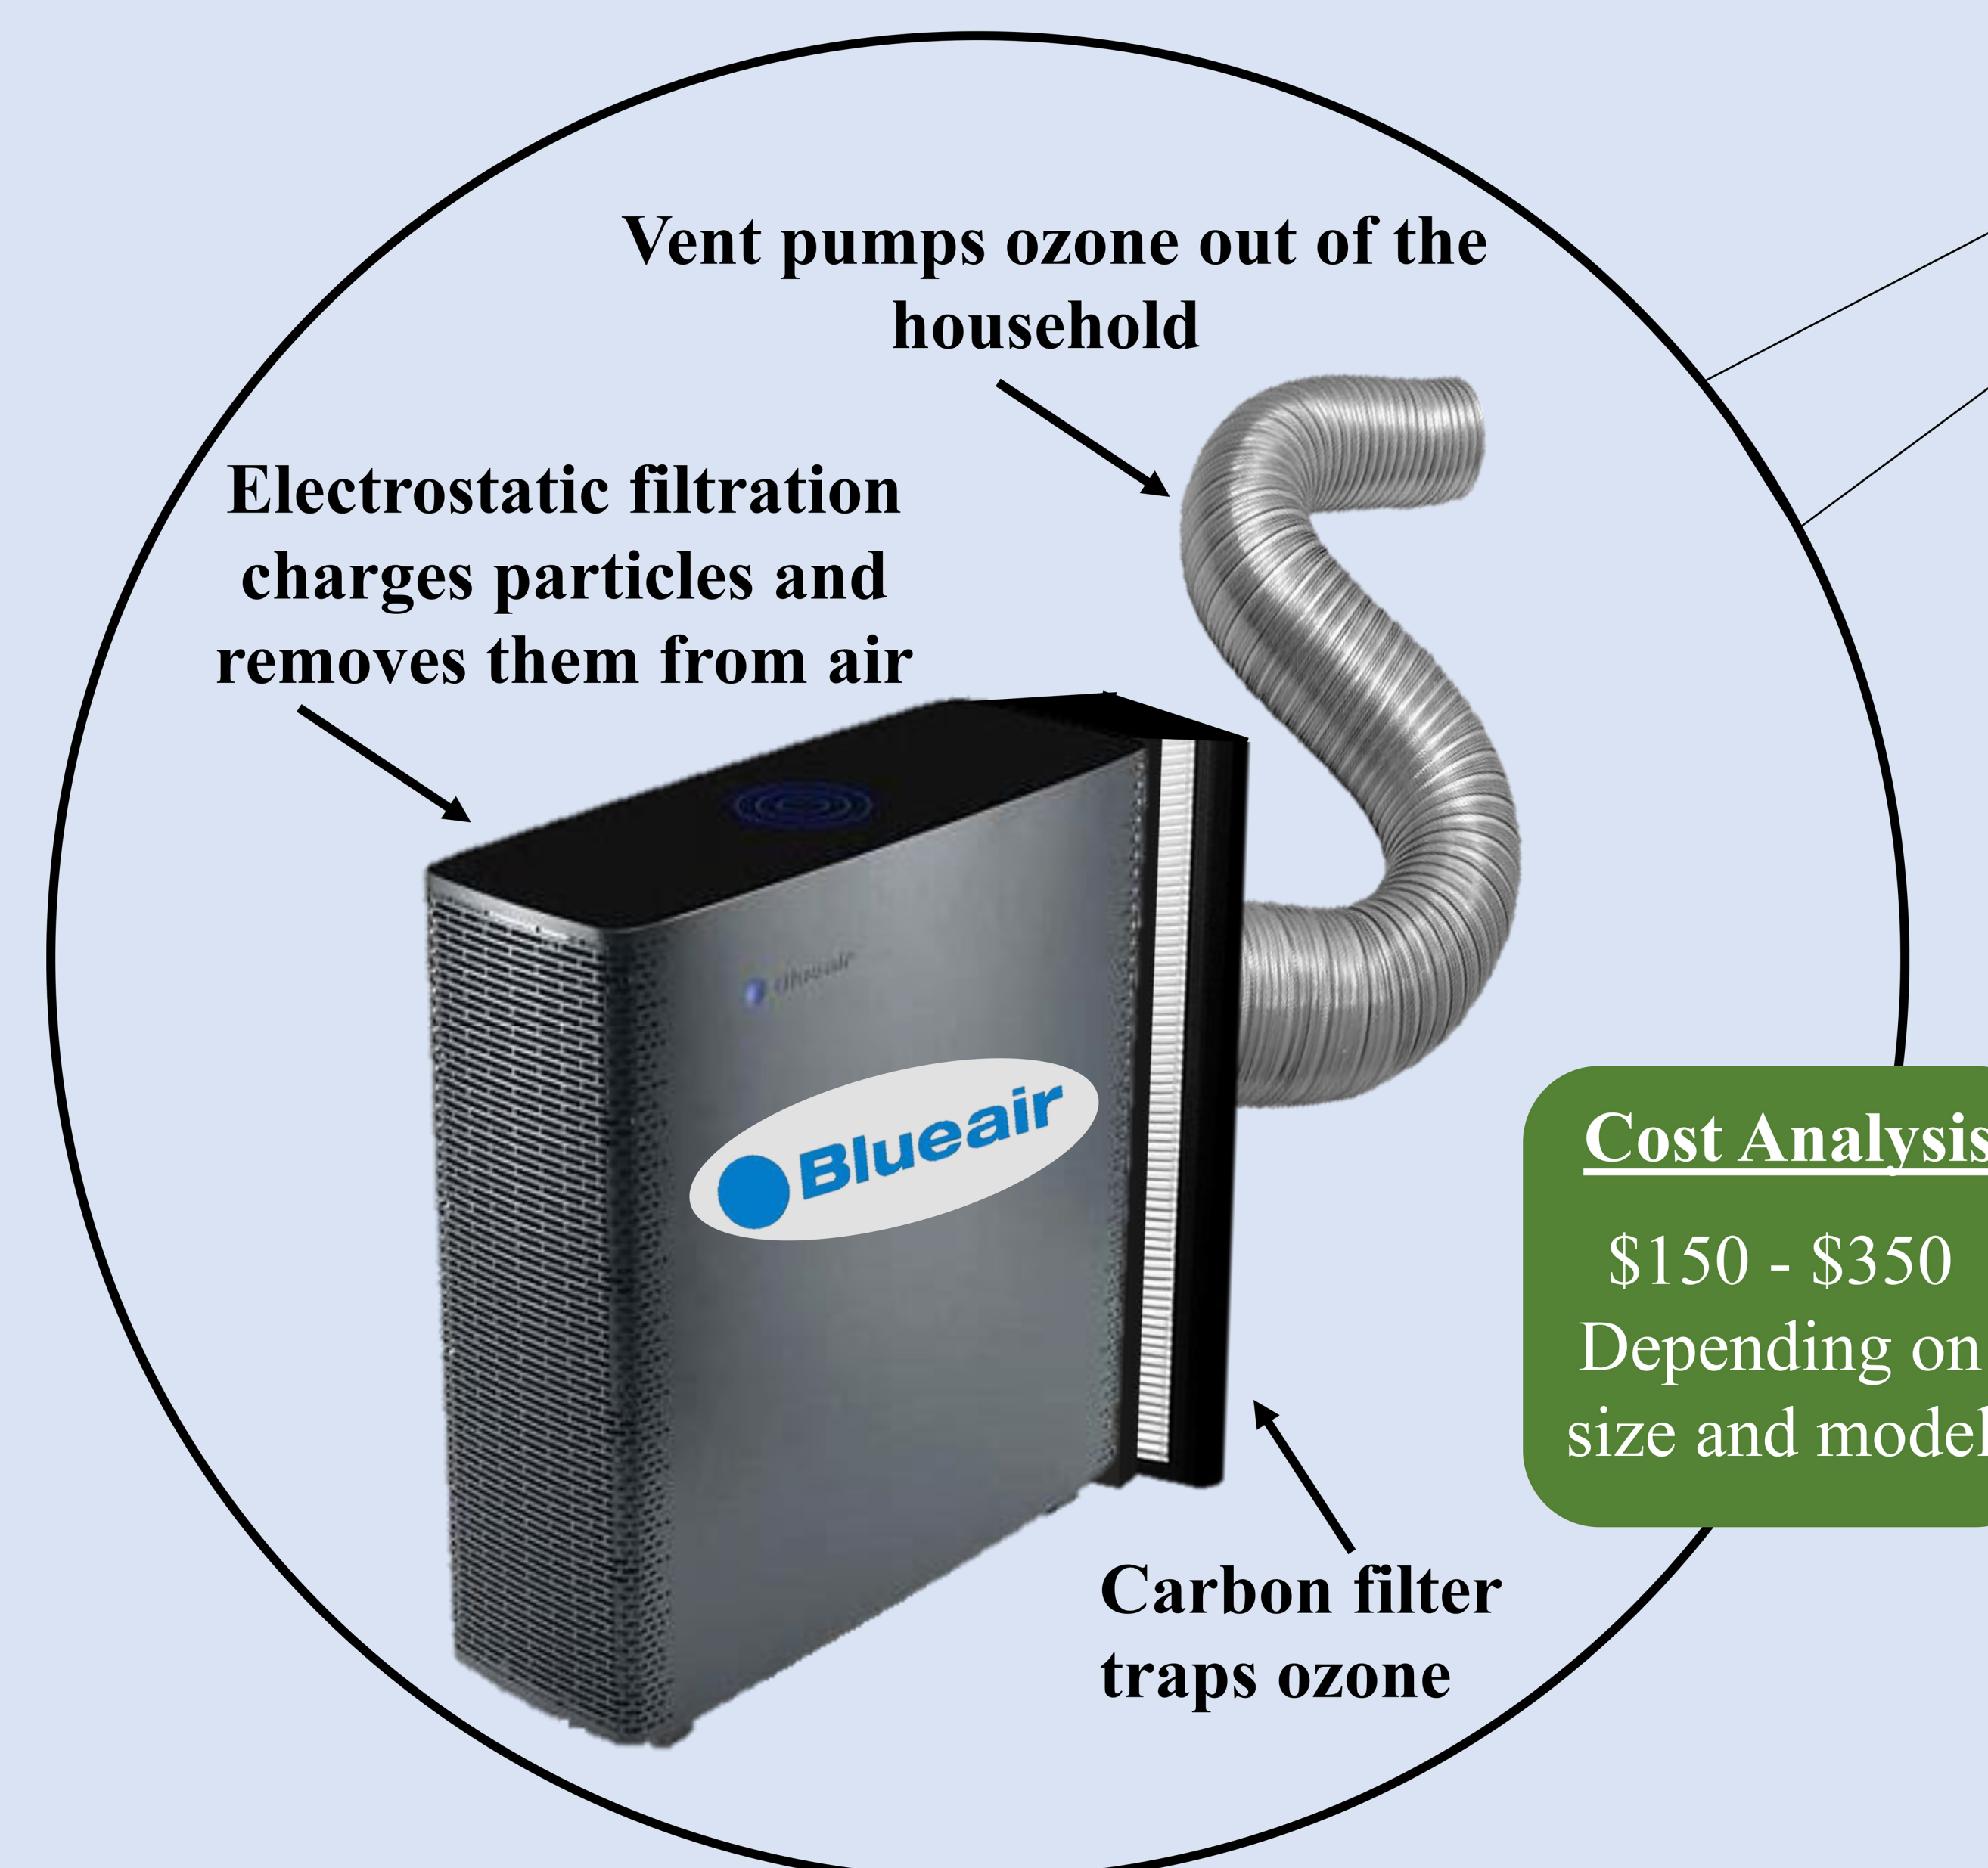 Vent pumps ozone out of the
household
Electrostatic filtration
charges particles and
removes them from air
Blueair
Blueair
Cost Analysis
$150 - $350
Depending on
size and model
Carbon filter
traps ozone